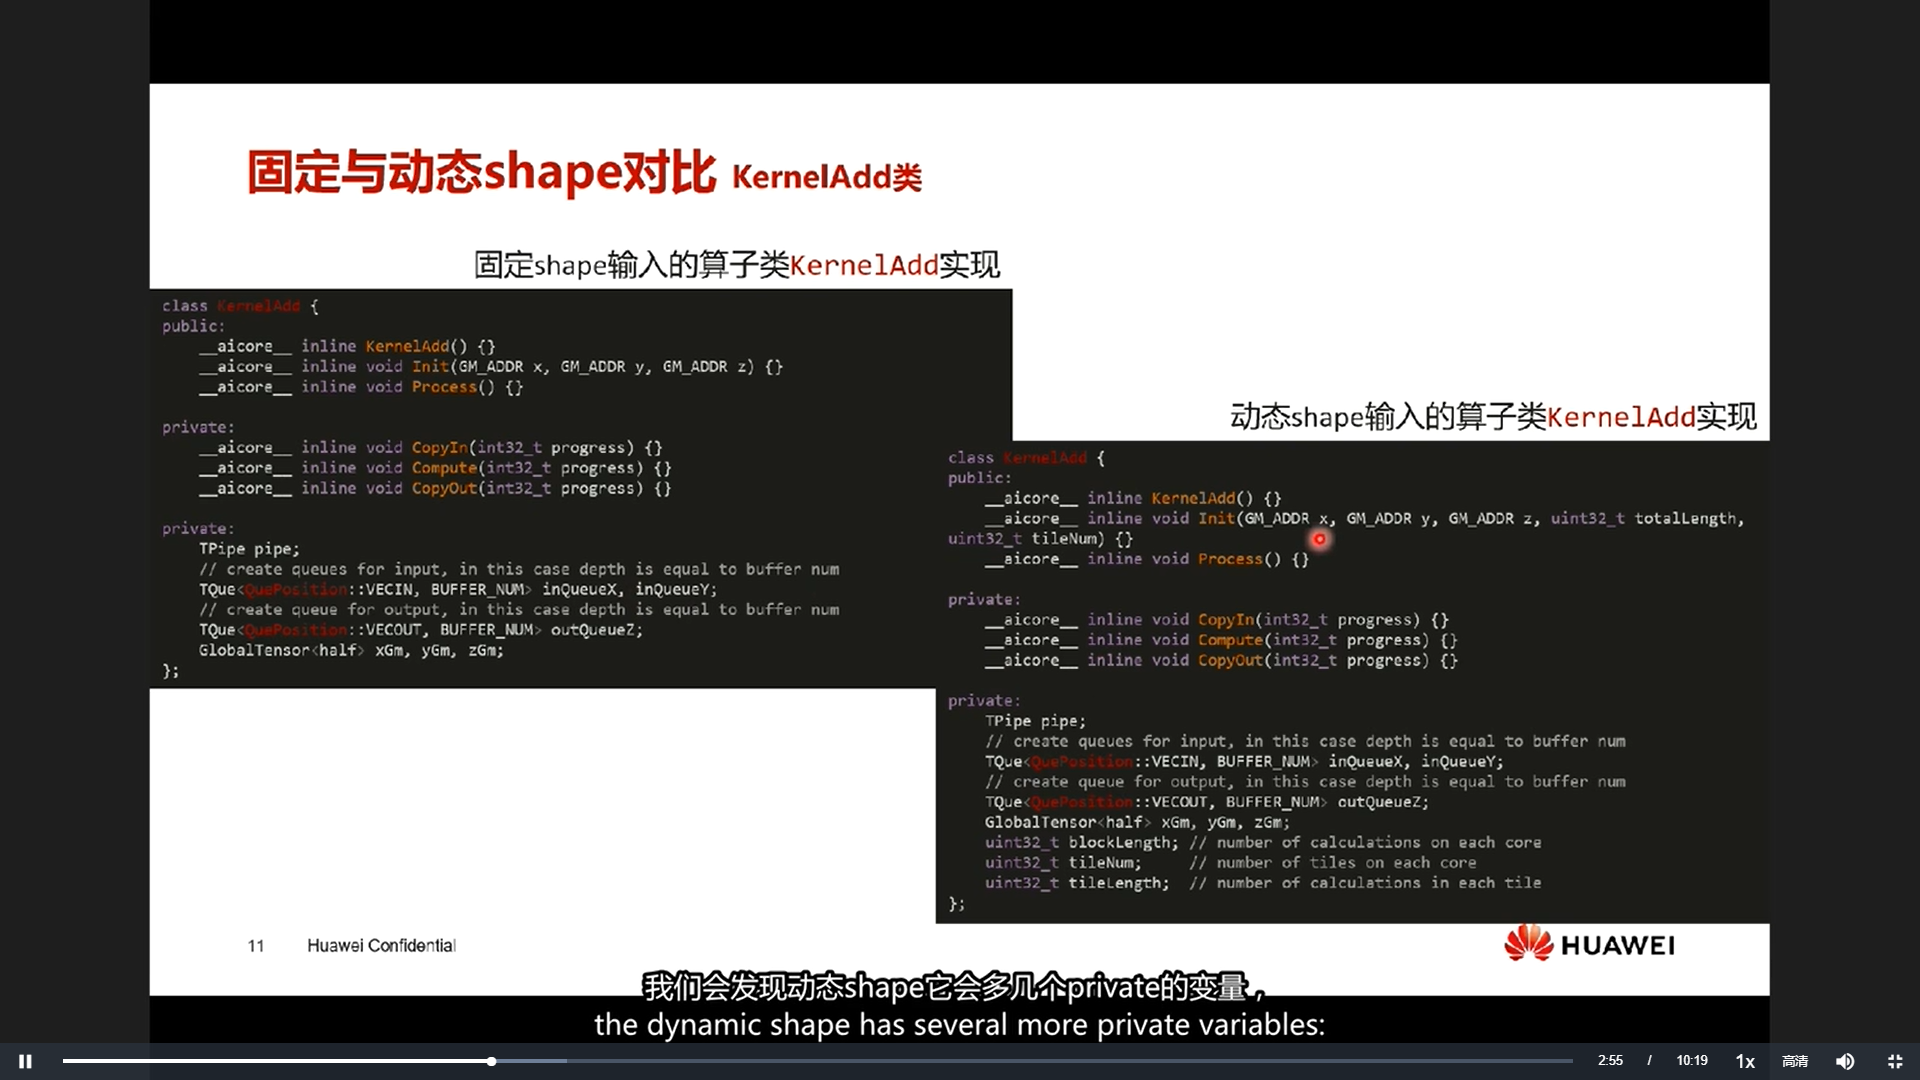 固定与动态shape对比 KernelAdd类
固定shape输入的算子类KernelAdd实现
class KernelAdd {
public:
    __aicore__ inline KernelAdd() {}
    __aicore__ inline void Init(GM_ADDR x, GM_ADDR y, GM_ADDR z) {}
    __aicore__ inline void Process() {}
private:
    __aicore__ inline void CopyIn(int32_t progress) {}
    __aicore__ inline void Compute(int32_t progress) {}
    __aicore__ inline void CopyOut(int32_t progress) {}
private:
    TPipe pipe;
    // create queues for input, in this case depth is equal to buffer num
    TQue<QuePosition::VECIN, BUFFER_NUM> inQueueX, inQueueY;
    // create queue for output, in this case depth is equal to buffer num
    TQue<QuePosition::VECOUT, BUFFER_NUM> outQueueZ;
    GlobalTensor<half> xGm, yGm, zGm;
};
动态shape输入的算子类KernelAdd实现
class KernelAdd {
public:
    __aicore__ inline KernelAdd() {}
    __aicore__ inline void Init(GM_ADDR x, GM_ADDR y, GM_ADDR z, uint32_t totalLength,
uint32_t tileNum) {}
    __aicore__ inline void Process() {}
private:
    __aicore__ inline void CopyIn(int32_t progress) {}
    __aicore__ inline void Compute(int32_t progress) {}
    __aicore__ inline void CopyOut(int32_t progress) {}
private:
    TPipe pipe;
    // create queues for input, in this case depth is equal to buffer num
    TQue<QuePosition::VECIN, BUFFER_NUM> inQueueX, inQueueY;
    // create queue for output, in this case depth is equal to buffer num
    TQue<QuePosition::VECOUT, BUFFER_NUM> outQueueZ;
    GlobalTensor<half> xGm, yGm, zGm;
    uint32_t blockLength; // number of calculations on each core
    uint32_t tileNum;     // number of tiles on each core
    uint32_t tileLength;  // number of calculations in each tile
};
11 Huawei Confidential
HUAWEI
我们会发现动态shape它会多几个private的变量，
the dynamic shape has several more private variables:
2:55 / 10:19 1x 高清